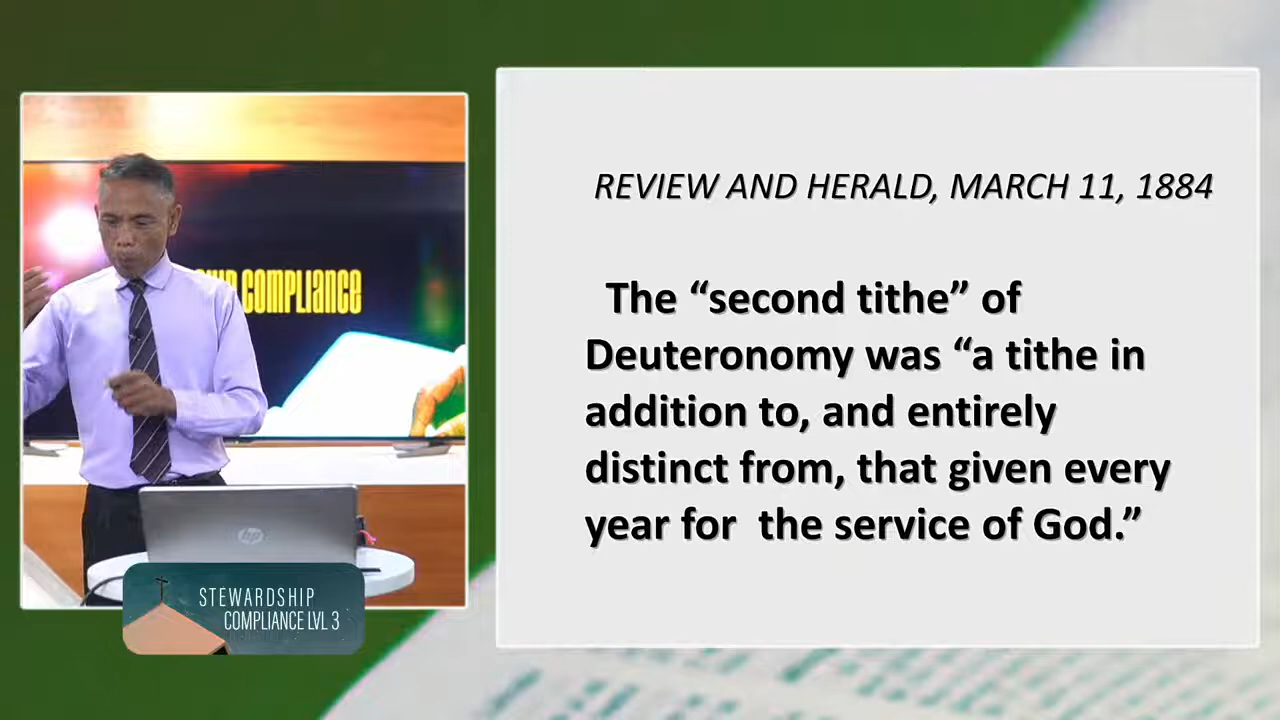 REVIEW AND HERALD, MARCH 11, 1884
The “second tithe” of
Deuteronomy was “a tithe in
addition to, and entirely
distinct from, that given every
year for the service of God.”
COMPLIANCE
hp
STEWARDSHIP
COMPLIANCE LVL 3